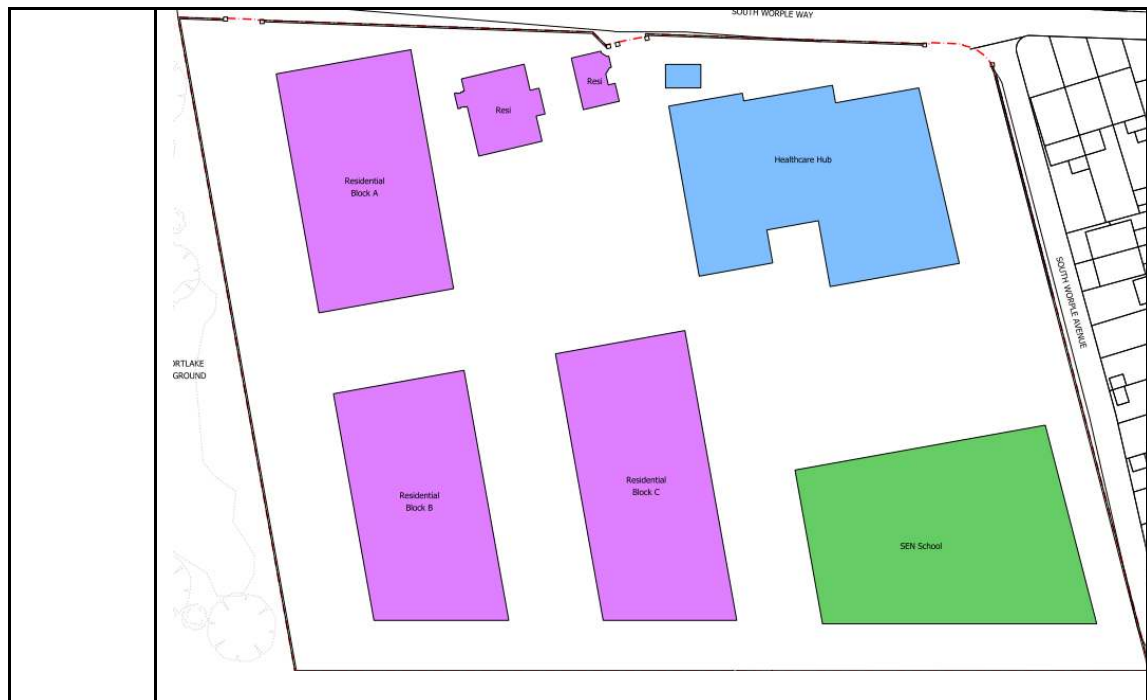 SOUTH WORPLE WAY
Resi
Resi
Healthcare Hub
Residential
Block A
SOUTH WORPLE AVENUE
ORTLAKE
GROUND
Residential
Block B
Residential
Block C
SEN School